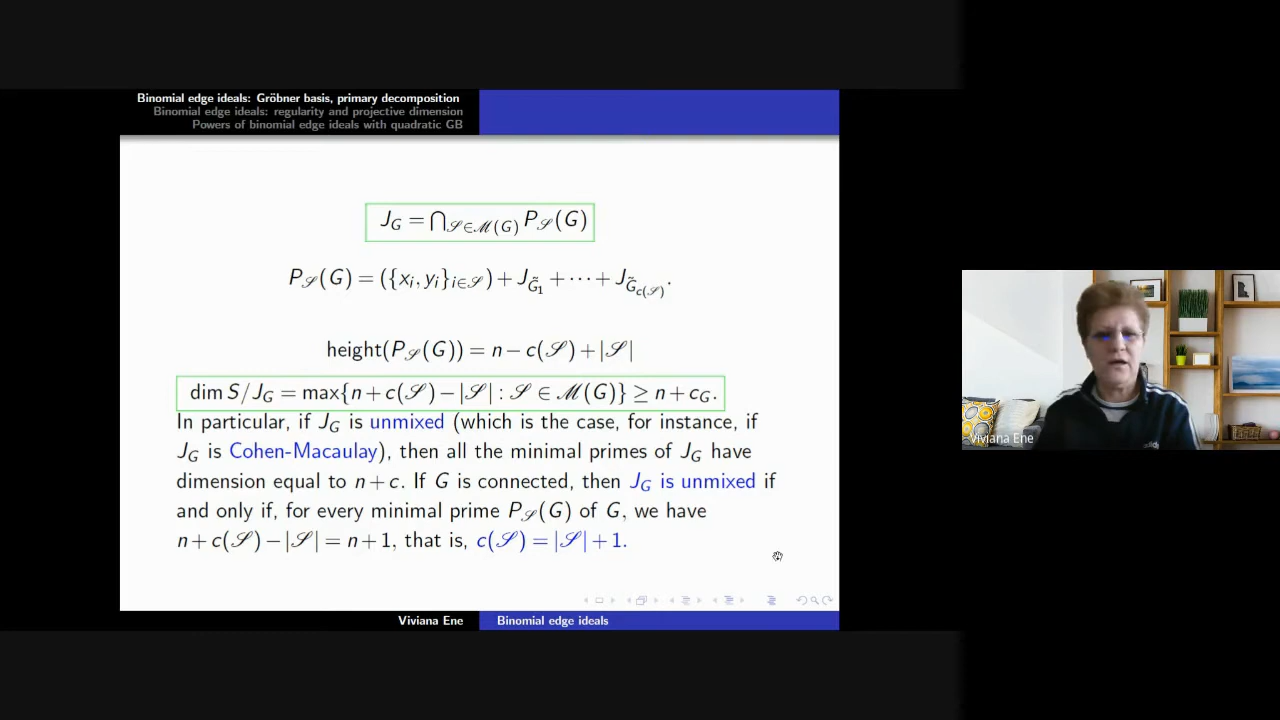 Binomial edge ideals: Gröbner basis, primary decomposition
Binomial edge ideals: regularity and projective dimension
Powers of binomial edge ideals with quadratic GB
J_G = ⋂_{𝒮∈ℳ(G)} P_𝒮(G)
P_𝒮(G) = ({x_i, y_i}_{i∈𝒮}) + J_{G̃_1} + ⋯ + J_{G̃_{c(𝒮)}}.
height(P_𝒮(G)) = n − c(𝒮) + |𝒮|
dim S/J_G = max{n + c(𝒮) − |𝒮| : 𝒮 ∈ ℳ(G)} ≥ n + c_G.
In particular, if J_G is unmixed (which is the case, for instance, if
J_G is Cohen-Macaulay), then all the minimal primes of J_G have
dimension equal to n + c. If G is connected, then J_G is unmixed if
and only if, for every minimal prime P_𝒮(G) of G, we have
n + c(𝒮) − |𝒮| = n + 1, that is, c(𝒮) = |𝒮| + 1.
Viviana Ene
Viviana Ene
Binomial edge ideals